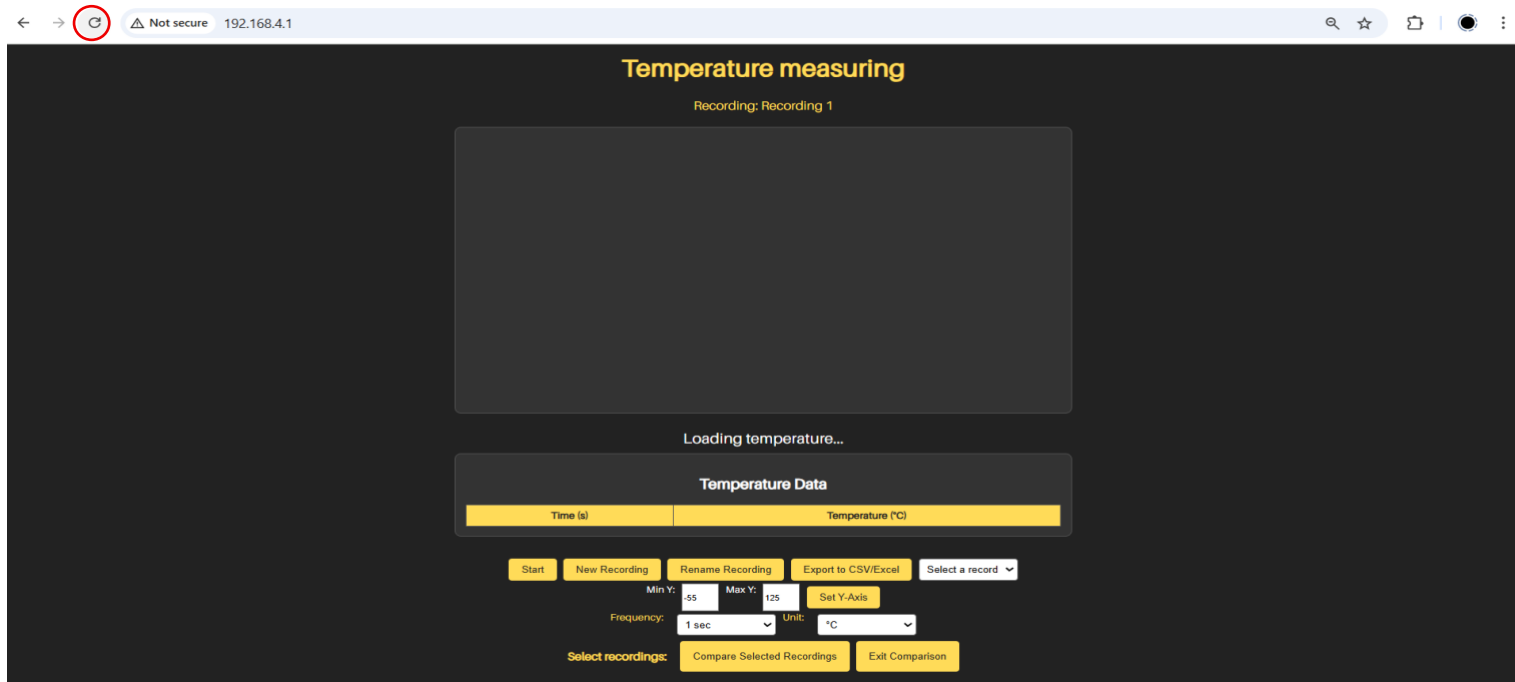 Not secure 192.168.4.1
Temperature measuring
Recording: Recording 1
Loading temperature...
Temperature Data
Time (s) Temperature (°C)
Start New Recording Rename Recording Export to CSV/Excel Select a record
Min Y: -55 Max Y: 125 Set Y-Axis
Frequency: 1 sec Unit: °C
Select recordings: Compare Selected Recordings Exit Comparison